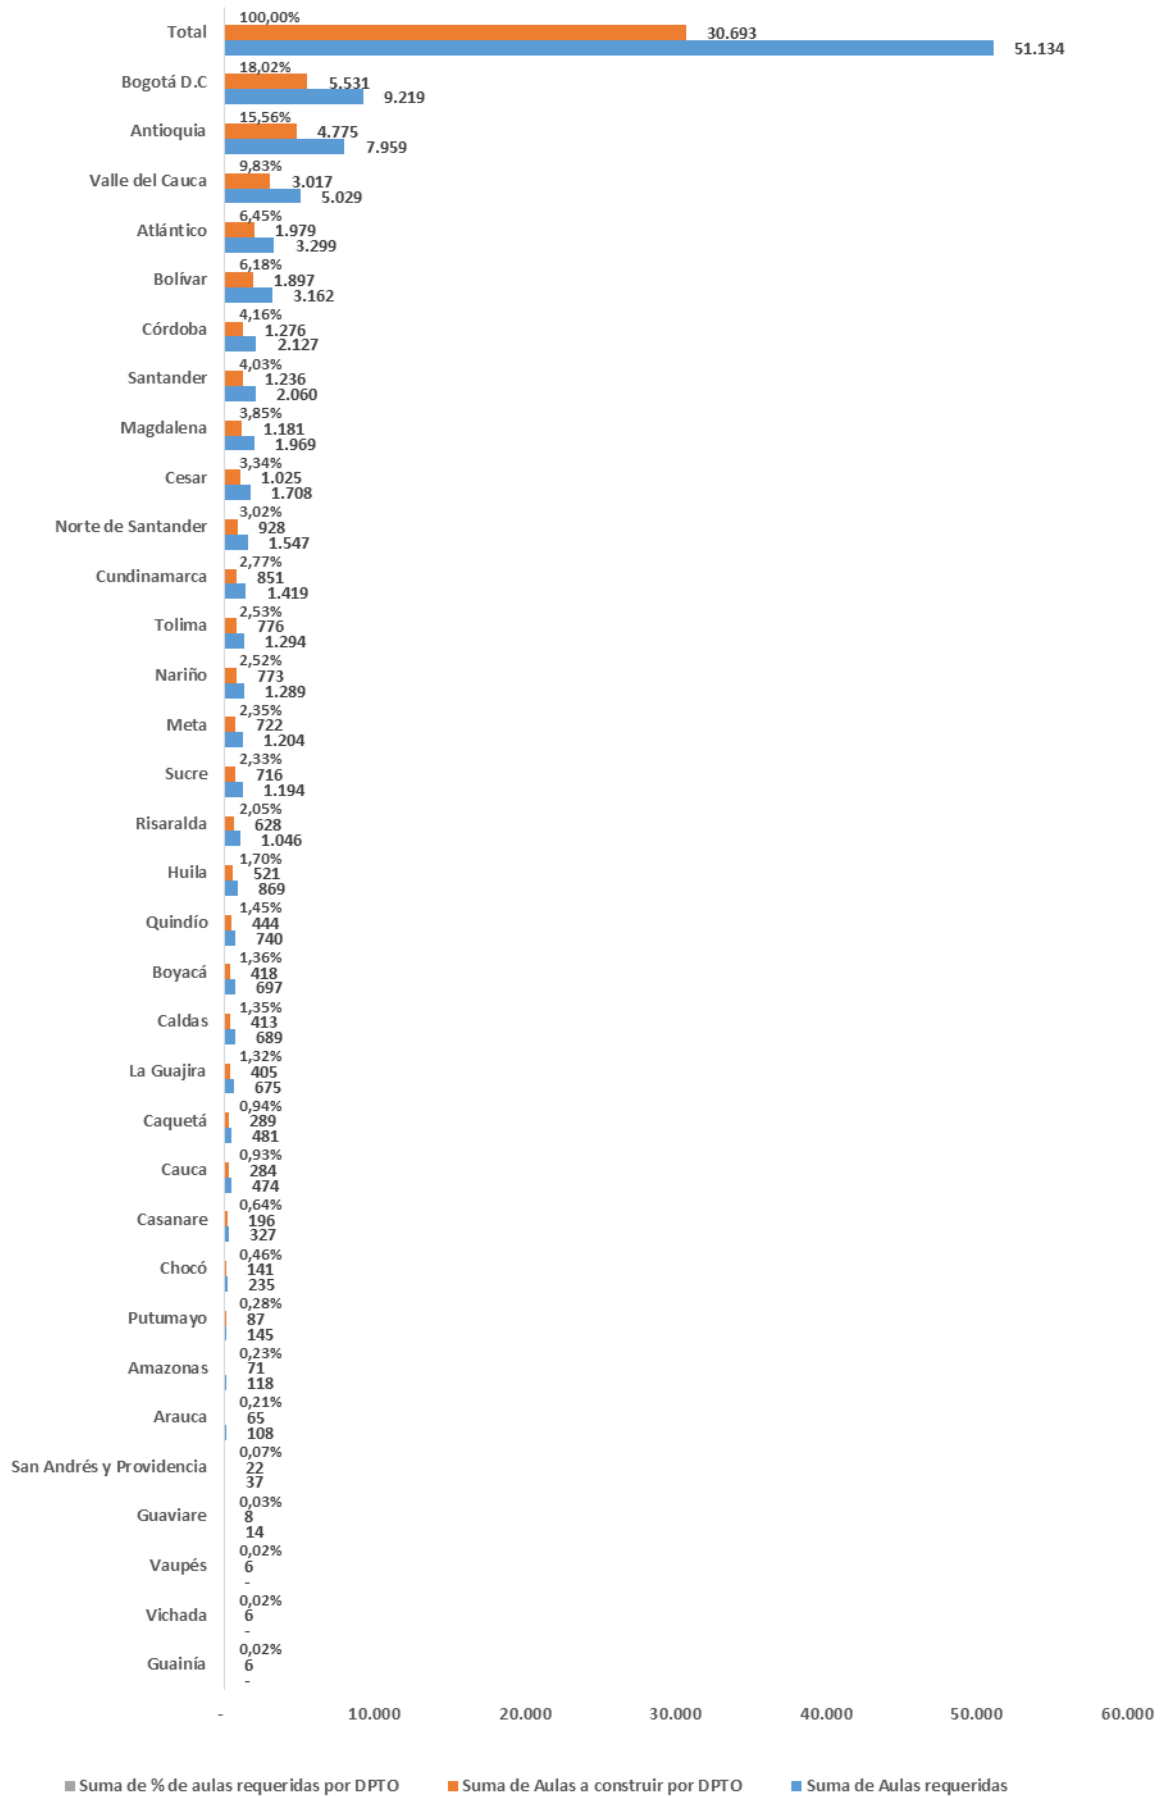 100,00%
Total
30.693
51.134
18,02%
Bogotá D.C
5.531
9.219
15,56%
Antioquia
4.775
7.959
9,83%
Valle del Cauca
3.017
5.029
6,45%
Atlántico
1.979
3.299
6,18%
Bolívar
1.897
3.162
4,16%
Córdoba
1.276
2.127
4,03%
Santander
1.236
2.060
3,85%
Magdalena
1.181
1.969
3,34%
Cesar
1.025
1.708
3,02%
Norte de Santander
928
1.547
2,77%
Cundinamarca
851
1.419
2,53%
Tolima
776
1.294
2,52%
Nariño
773
1.289
2,35%
Meta
722
1.204
2,33%
Sucre
716
1.194
2,05%
Risaralda
628
1.046
1,70%
Huila
521
869
1,45%
Quindío
444
740
1,36%
Boyacá
418
697
1,35%
Caldas
413
689
1,32%
La Guajira
405
675
0,94%
Caquetá
289
481
0,93%
Cauca
284
474
0,64%
Casanare
196
327
0,46%
Chocó
141
235
0,28%
Putumayo
87
145
0,23%
Amazonas
71
118
0,21%
Arauca
65
108
0,07%
San Andrés y Providencia
22
37
0,03%
Guaviare
8
14
0,02%
Vaupés
6
-
0,02%
Vichada
6
-
0,02%
Guainía
6
-
- 10.000 20.000 30.000 40.000 50.000 60.000
Suma de % de aulas requeridas por DPTO Suma de Aulas a construir por DPTO Suma de Aulas requeridas